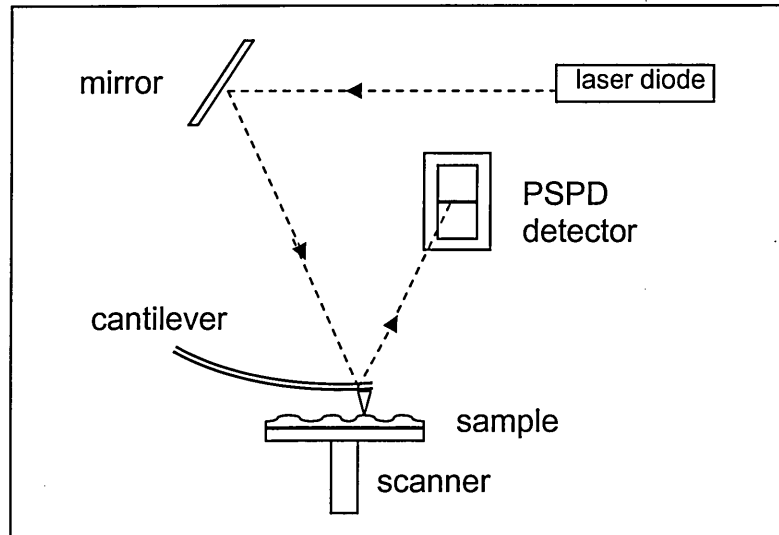 mirror
laser diode
PSPD
detector
cantilever
sample
scanner